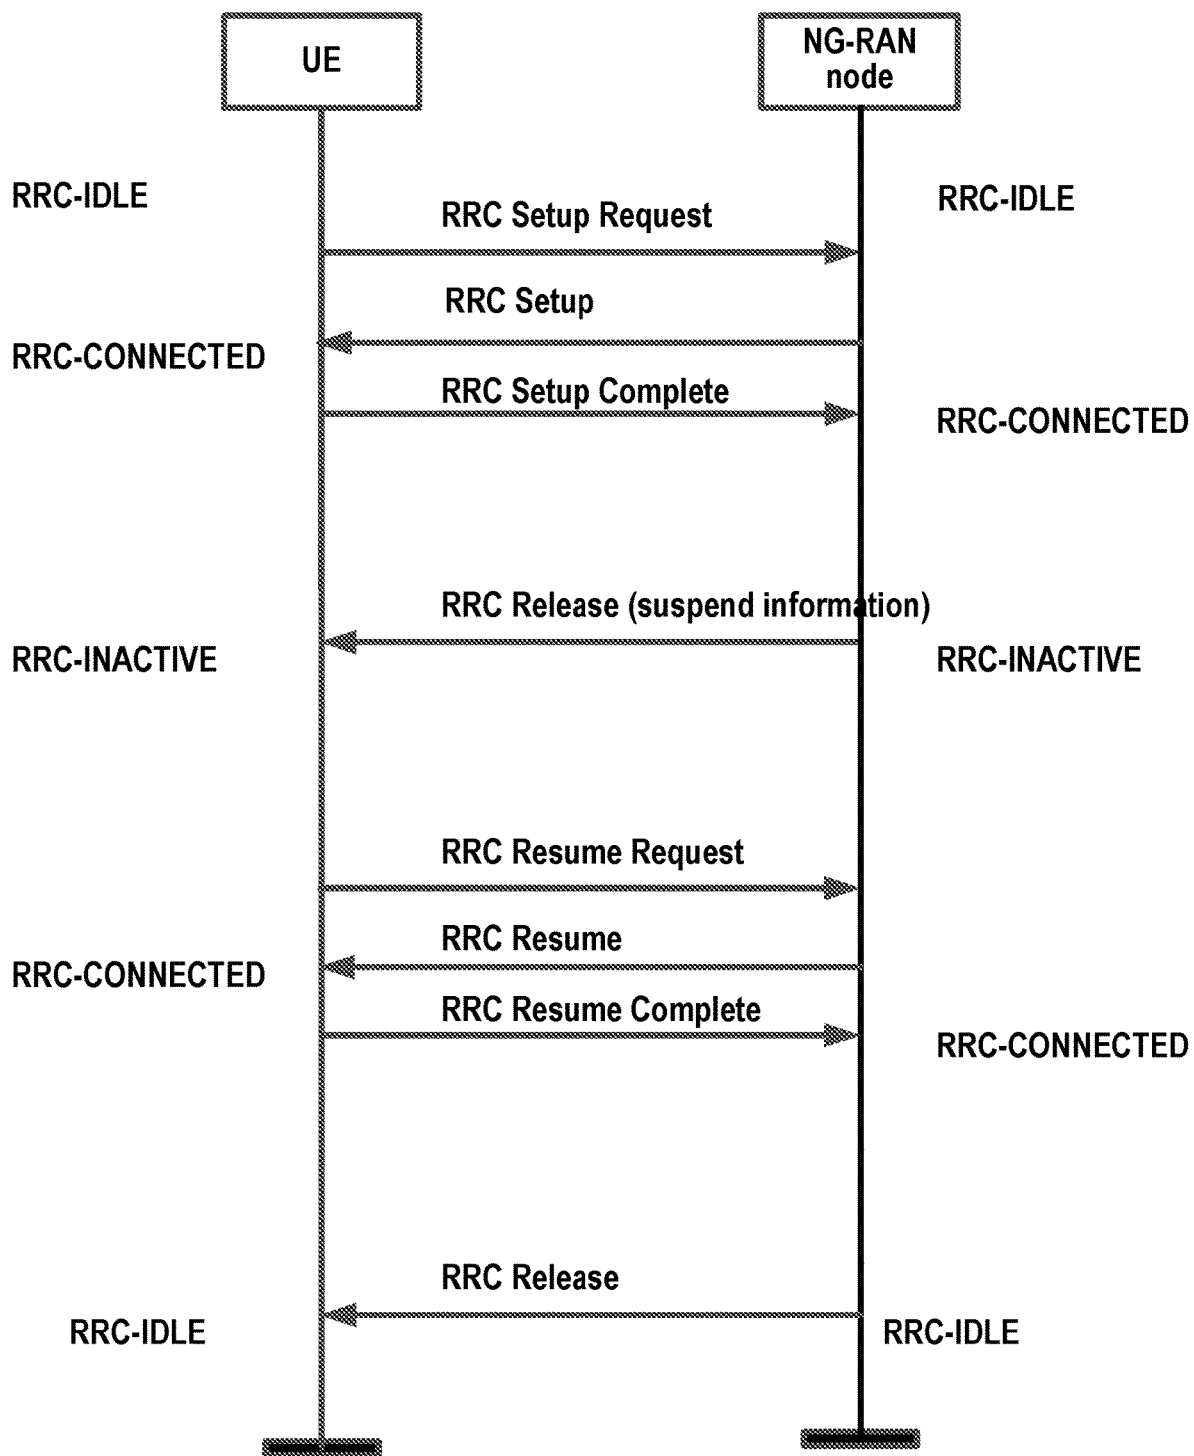 UE
NG-RAN
node
RRC-IDLE
RRC-IDLE
RRC Setup Request
RRC Setup
RRC-CONNECTED
RRC Setup Complete
RRC-CONNECTED
RRC Release (suspend information)
RRC-INACTIVE
RRC-INACTIVE
RRC Resume Request
RRC Resume
RRC-CONNECTED
RRC Resume Complete
RRC-CONNECTED
RRC Release
RRC-IDLE
RRC-IDLE